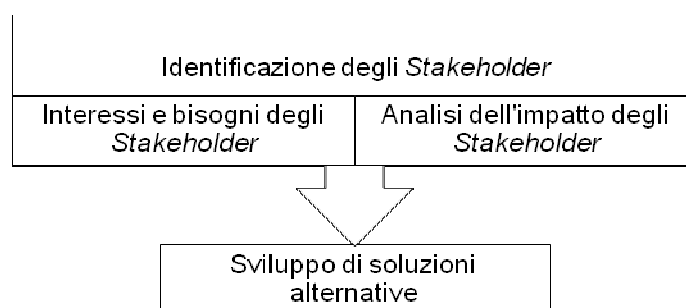 Identificazione degli Stakeholder
Interessi e bisogni degli
Stakeholder
Analisi dell'impatto degli
Stakeholder
Sviluppo di soluzioni
alternative